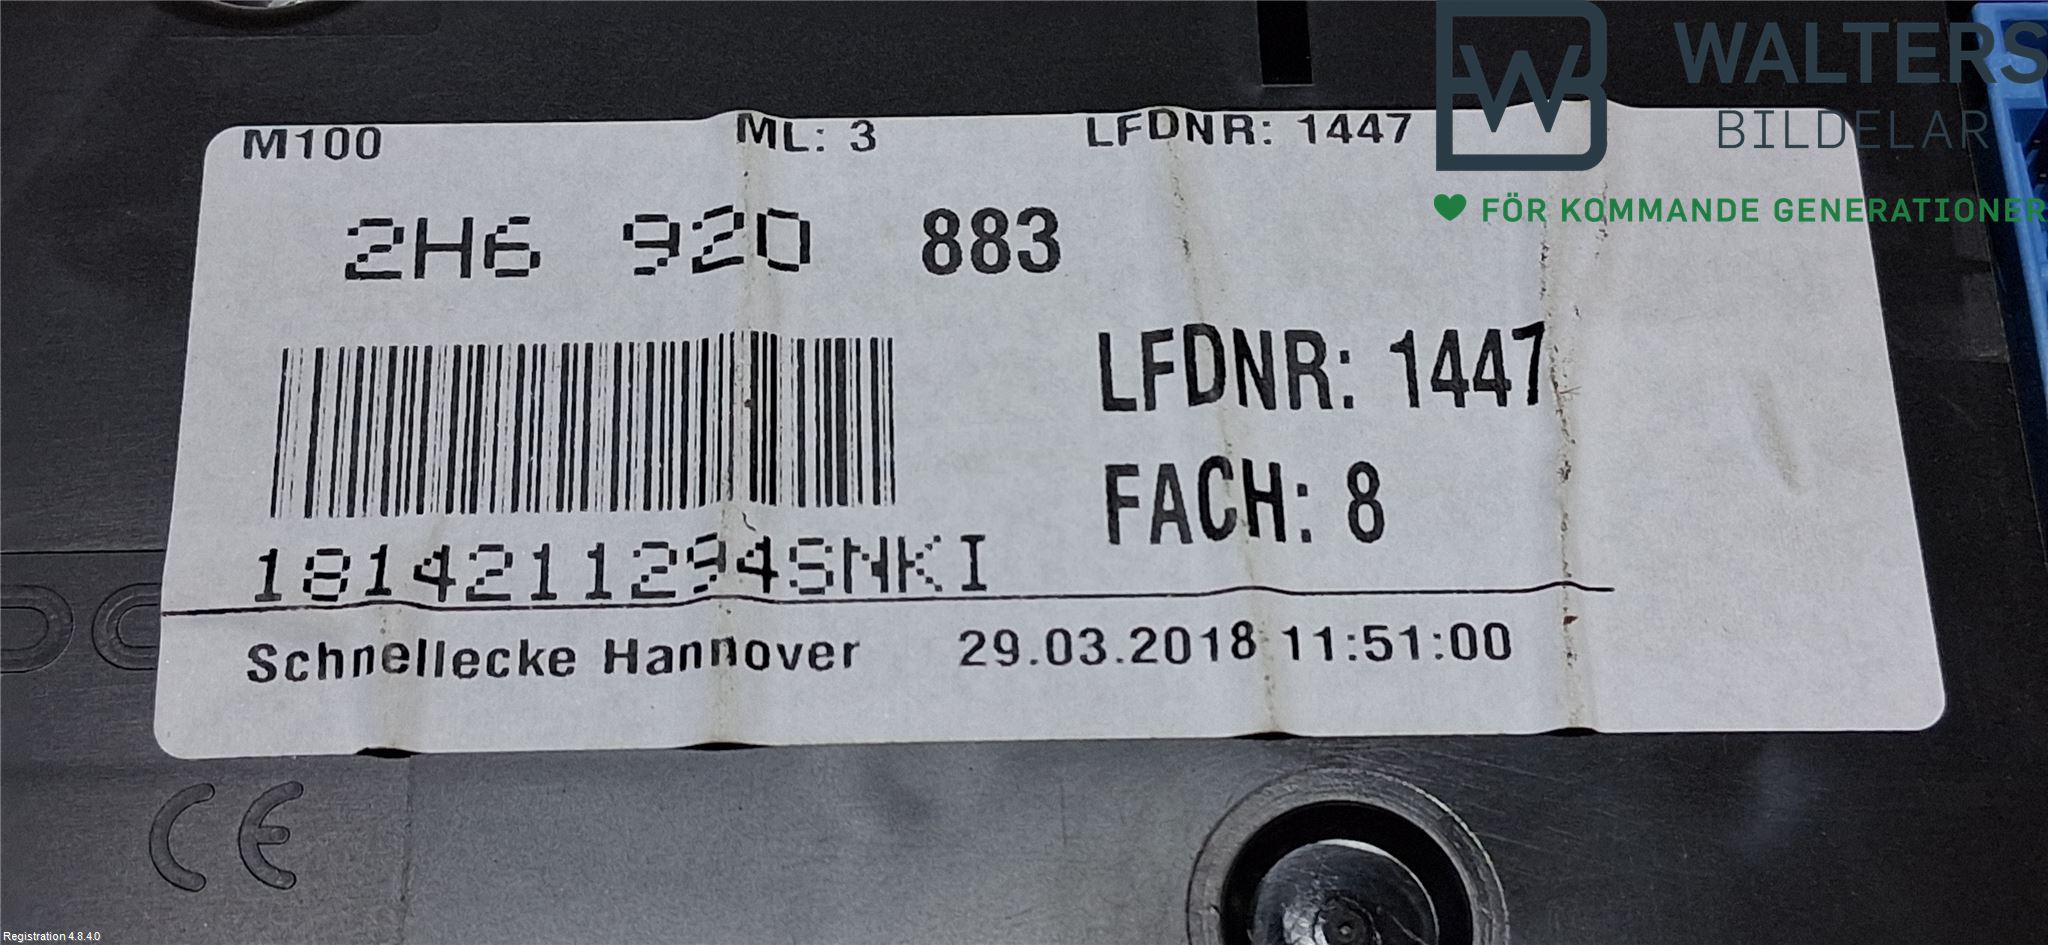 WALTERS
BILDELAR
FÖR KOMMANDE GENERATIONER
M100 ML: 3 LFDNR: 1447
2H6 920 883
LFDNR: 1447
FACH: 8
1814211294SNKI
Schnellecke Hannover 29.03.2018 11:51:00
CE
Registration 4.8.4.0